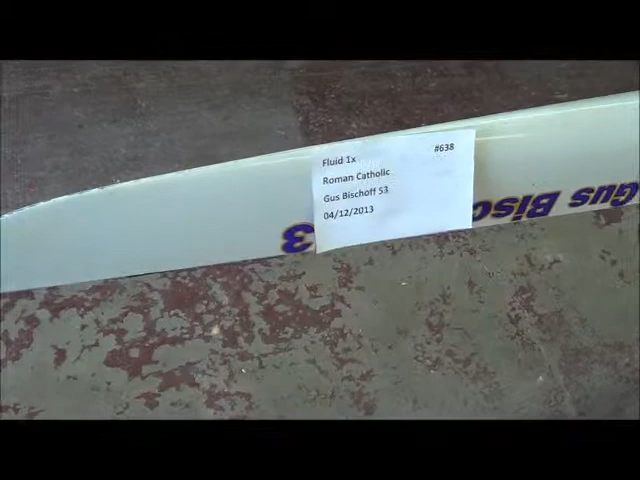 Fluid 1x #638
Roman Catholic
Gus Bischoff 53
04/12/2013
Gus Bisc
3